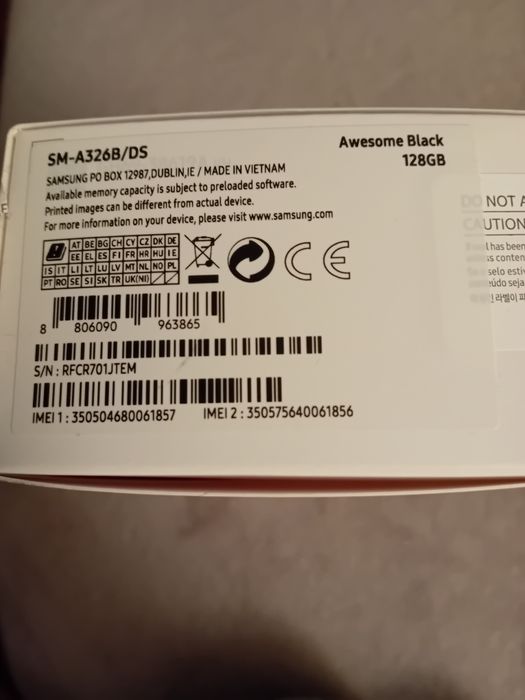 SM-A326B/DS
Awesome Black
128GB
SAMSUNG PO BOX 12987,DUBLIN,IE / MADE IN VIETNAM
Available memory capacity is subject to preloaded software.
Printed images can be different from actual device.
For more information on your device, please visit www.samsung.com
AT BE BG CH CY CZ DK DE
EE EL ES FI FR HR HU IE
IS IT LI LT LU LV MT NL NO PL
PT RO SE SI SK TR UK(NI)
CE
8 806090 963865
S/N : RFCR701JTEM
IMEI 1 : 350504680061857 IMEI 2 : 350575640061856
DO NOT
CAUTION
has been
selo